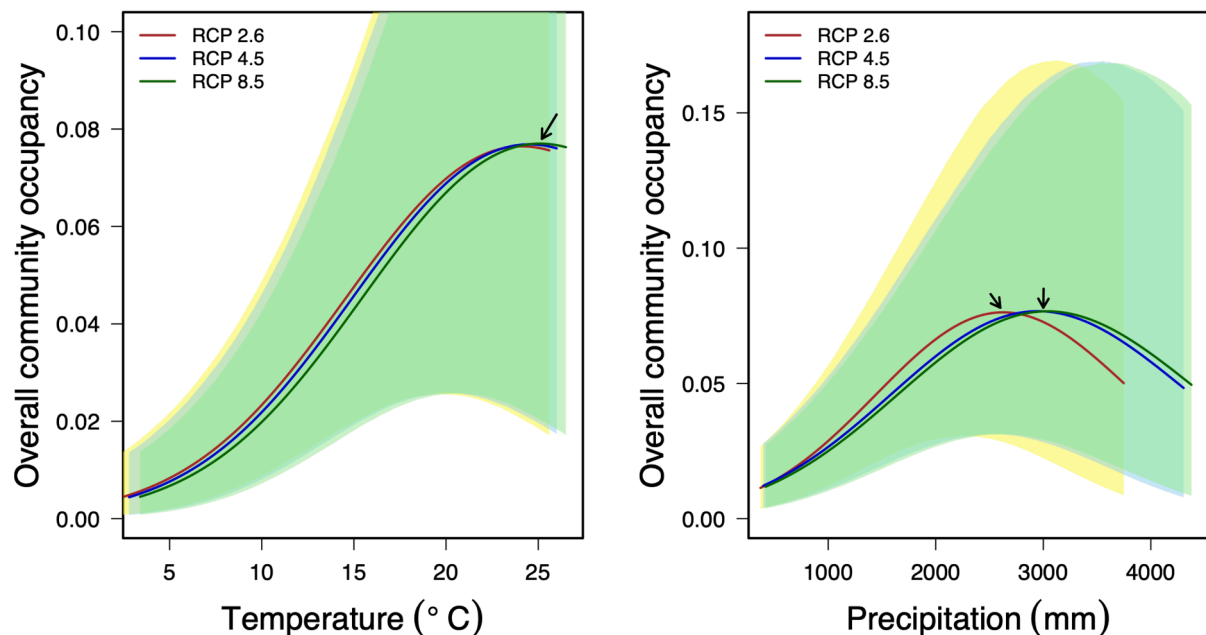 RCP 2.6
RCP 4.5
RCP 8.5
Overall community occupancy
0.10
0.08
0.06
0.04
0.02
0.00
5 10 15 20 25
Temperature (° C)
RCP 2.6
RCP 4.5
RCP 8.5
Overall community occupancy
0.15
0.10
0.05
0.00
1000 2000 3000 4000
Precipitation (mm)